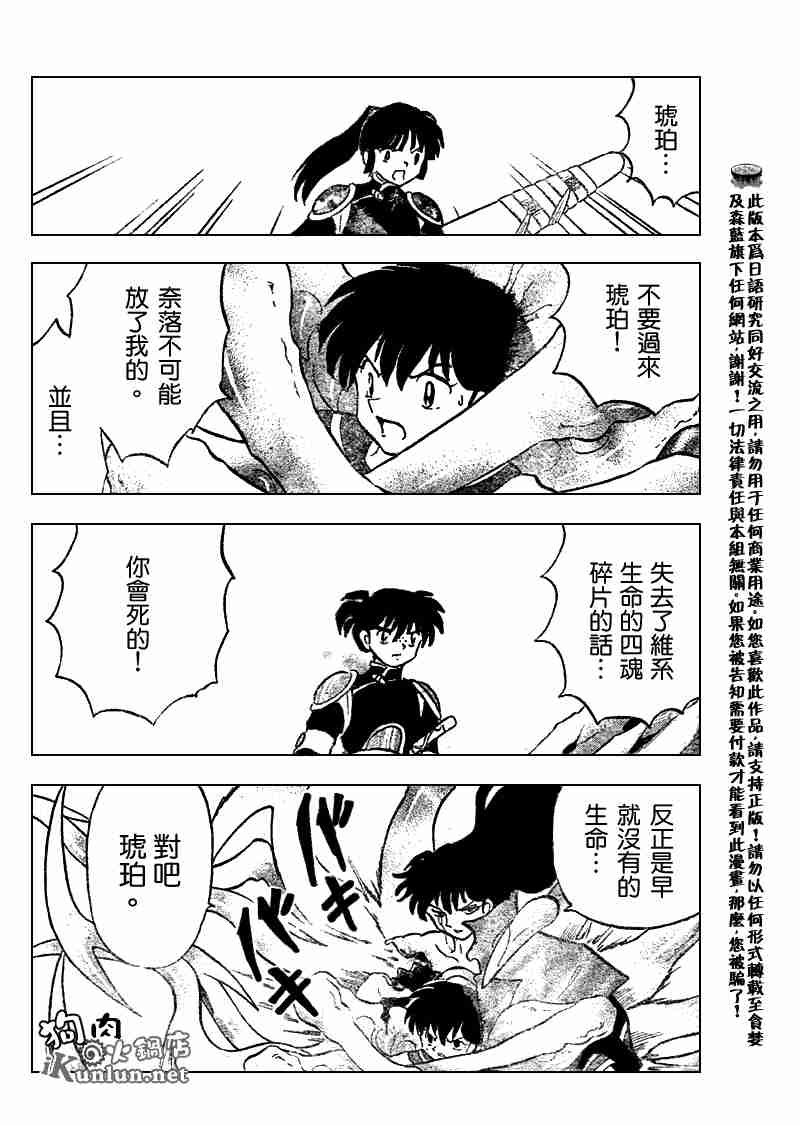 琥
珀…
不要過來
琥珀！
奈落不可能
放了我的。
並且…
失去了維系
生命的四魂
碎片的話…
你會死的！
反正是早
就沒有的
生命…
バキバキ
對吧
琥珀。
狗肉
火鍋店
iKunlun.net
此版本爲日語研究同好交流之用，請勿用于任何商業用途。如您喜歡此作品，請支持正版！請勿以任何形式轉載至貪婪
及森藍旗下任何網站，謝謝！一切法律責任與本組無關。如果您被告知需要付款才能看到此漫畫，那麽，您被騙了！